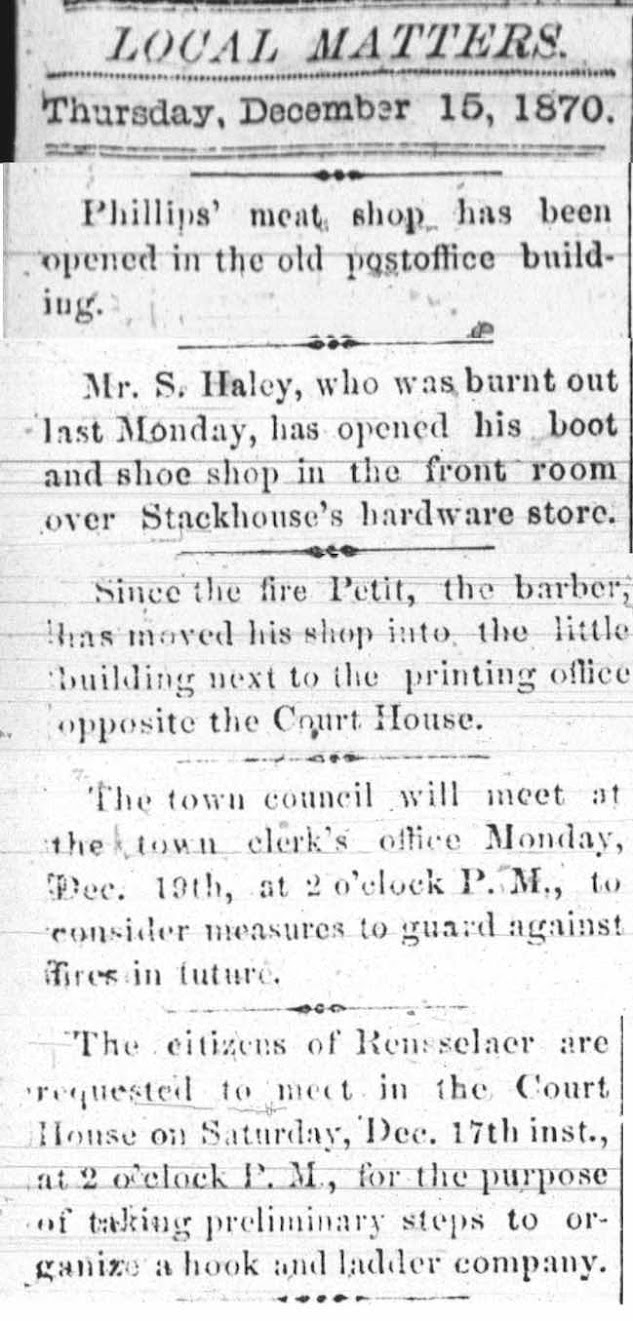 LOCAL MATTERS.
Thursday, December 15, 1870.
Phillips' meat shop has been
opened in the old postoffice build-
ing.
Mr. S. Haley, who was burnt out
last Monday, has opened his boot
and shoe shop in the front room
over Stackhouse's hardware store.
Since the fire Petit, the barber,
has moved his shop into the little
building next to the printing office
opposite the Court House.
The town council will meet at
the town clerk's office Monday,
Dec. 19th, at 2 o'clock P. M., to
consider measures to guard against
fires in future.
The citizens of Rensselaer are
requested to meet in the Court
House on Saturday, Dec. 17th inst.,
at 2 o'clock P. M., for the purpose
of taking preliminary steps to or-
ganize a hook and ladder company.